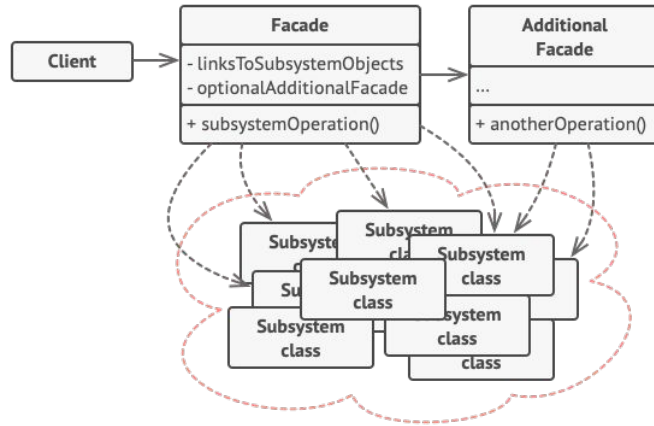 Client
Facade
- linksToSubsystemObjects
- optionalAdditionalFacade
+ subsystemOperation()
Additional
Facade
...
+ anotherOperation()
Subsystem
class
Subsystem
class
Subsystem
class
Subsystem
class
Subsystem
class
class